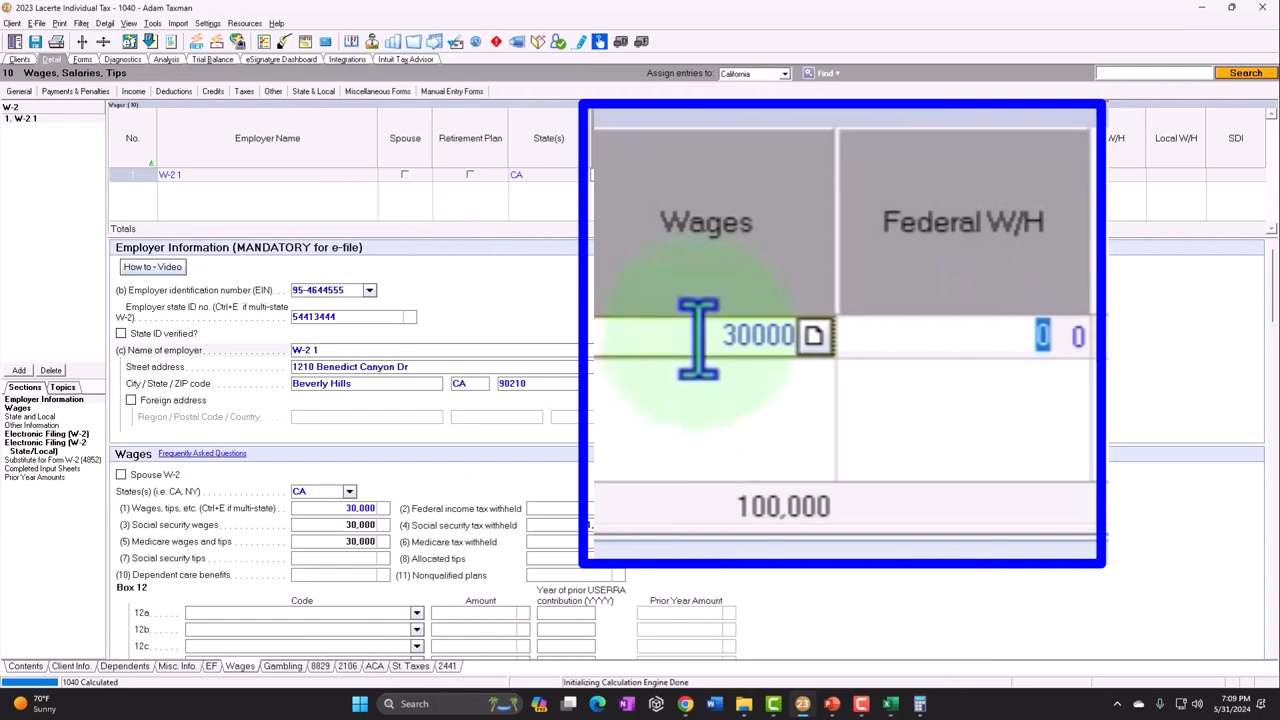 2023 Lacerte Individual Tax - 1040 - Adam Taxman
Client E-File Print Filter Detail View Tools Import Settings Resources Help
Clients Detail Forms Diagnostics Analysis Trial Balance eSignature Dashboard Integrations Intuit Tax Advisor
10 Wages, Salaries, Tips
Assign entries to: California Find Search
General Payments & Penalties Income Deductions Credits Taxes Other State & Local Miscellaneous Forms Manual Entry Forms
W-2
1. W-2 1
Wages (10)
No. Employer Name Spouse Retirement Plan State(s) W/H Local W/H SDI
1 W-2 1 CA
Totals
Wages Federal W/H
30000 0 0
100,000
Employer Information (MANDATORY for e-file)
How to - Video
(b) Employer identification number (EIN). . . 95-4644555
Employer state ID no. (Ctrl+E if multi-state
W-2). 54413444
State ID verified?
(c) Name of employer W-2 1
Street address 1210 Benedict Canyon Dr
City / State / ZIP code Beverly Hills CA 90210
Foreign address
Region / Postal Code / Country
Add Delete
Sections Topics
Employer Information
Wages
State and Local
Other Information
Electronic Filing (W-2)
Electronic Filing (W-2
State/Local)
Substitute for Form W-2 (4852)
Completed Input Sheets
Prior Year Amounts
Wages Frequently Asked Questions
Spouse W-2
States(s) (i.e. CA, NY) CA
(1) Wages, tips, etc. (Ctrl+E if multi-state) 30,000 (2) Federal income tax withheld
(3) Social security wages 30,000 (4) Social security tax withheld
(5) Medicare wages and tips 30,000 (6) Medicare tax withheld
(7) Social security tips (8) Allocated tips
(10) Dependent care benefits (11) Nonqualified plans
Box 12
Code Amount Year of prior USERRA
contribution (YYYY) Prior Year Amount
12a. . . . . .
12b. . . . . .
12c. . . . . .
Contents Client Info. Dependents Misc. Info. EF Wages Gambling 8829 2106 ACA St. Taxes 2441
1040 Calculated Initializing Calculation Engine Done
70°F
Sunny
Search
23
7:09 PM
5/31/2024